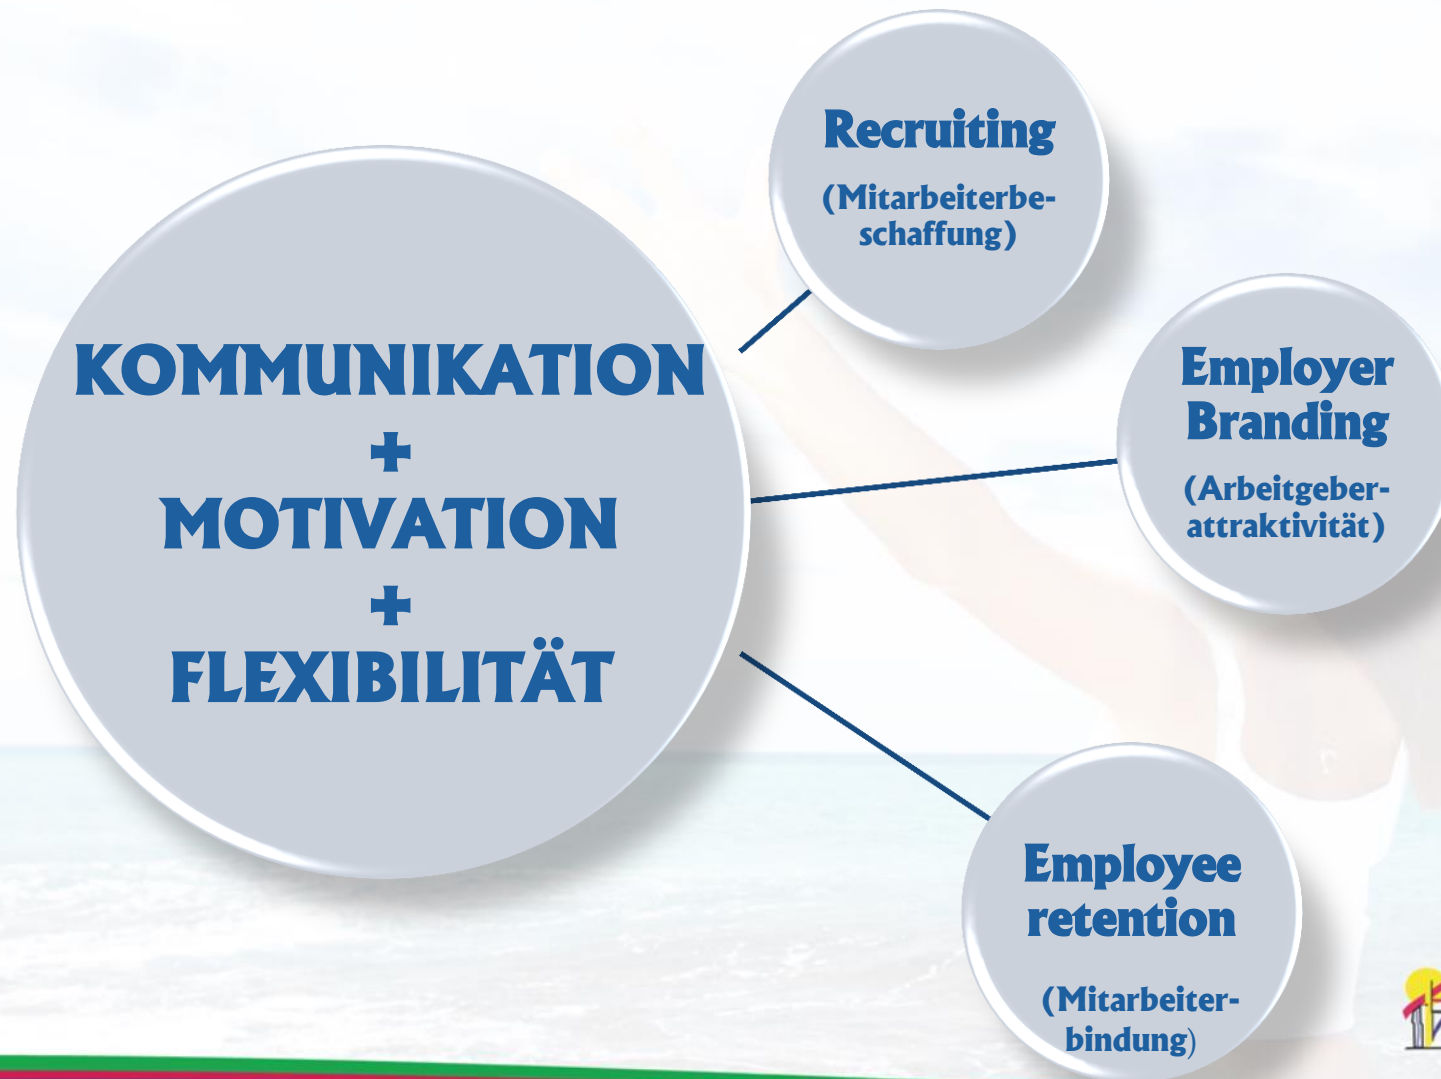 KOMMUNIKATION
+
MOTIVATION
+
FLEXIBILITÄT
Recruiting
(Mitarbeiterbe-
schaffung)
Employer
Branding
(Arbeitgeber-
attraktivität)
Employee
retention
(Mitarbeiter-
bindung)